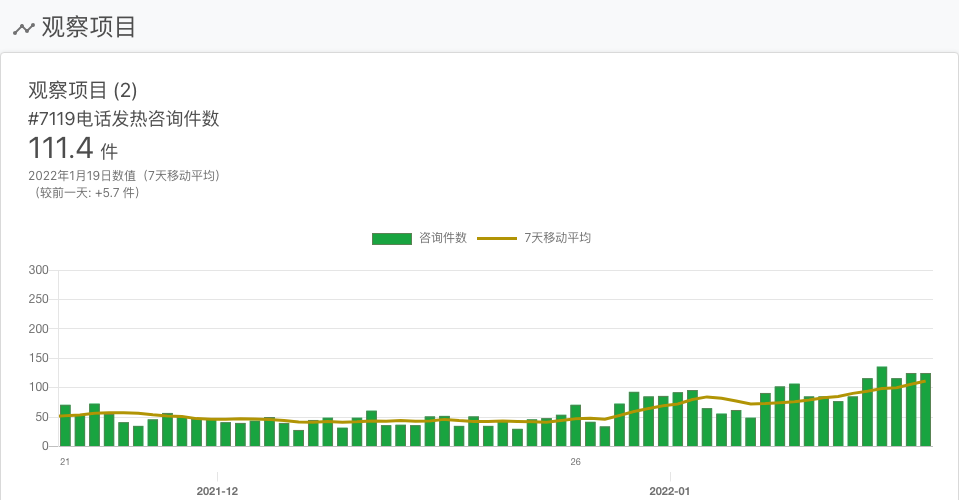 观察项目
观察项目 (2)
#7119电话发热咨询件数
111.4 件
2022年1月19日数值（7天移动平均）
（较前一天: +5.7 件）
咨询件数 7天移动平均
300
250
200
150
100
50
0
21 26
2021-12 2022-01